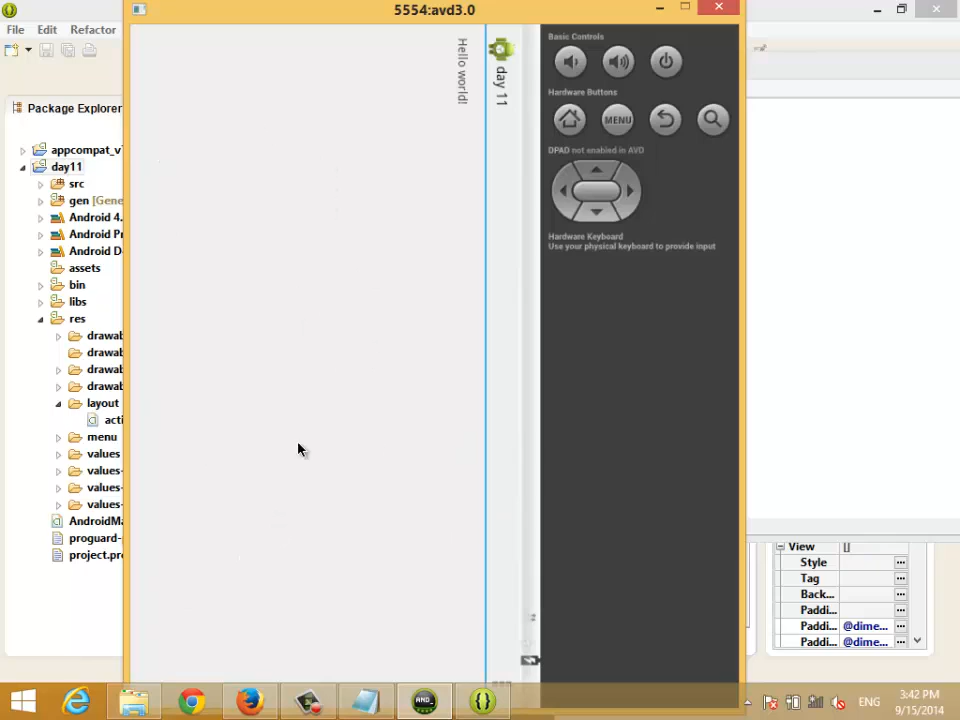 5554:avd3.0
File Edit Refactor
Package Explorer
appcompat_v
day11
src
gen [Gene
Android 4.
Android Pr
Android De
assets
bin
libs
res
drawab
drawab
drawab
drawab
layout
acti
menu
values
values-
values-
values-
AndroidMa
proguard-
project.pro
day 11
Hello world!
Basic Controls
Hardware Buttons
MENU
DPAD not enabled in AVD
Hardware Keyboard
Use your physical keyboard to provide input
View []
Style
Tag
Back...
Paddi...
Paddi... @dime...
Paddi... @dime...
ENG
3:42 PM
9/15/2014